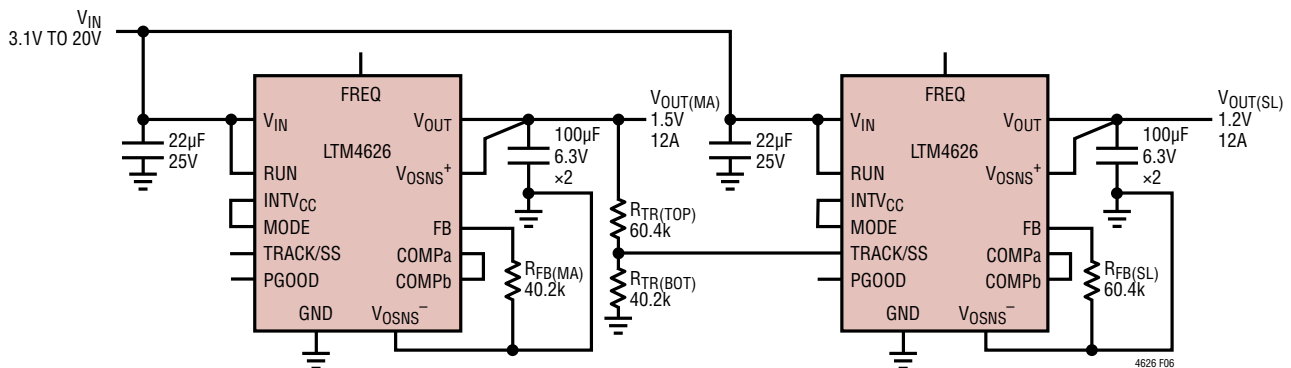 VIN
3.1V TO 20V
22µF
25V
FREQ
VIN
VOUT
LTM4626
RUN
VOSNS+
INTVCC
MODE
FB
TRACK/SS
COMPa
PGOOD
COMPb
GND
VOSNS–
100µF
6.3V
×2
RFB(MA)
40.2k
VOUT(MA)
1.5V
12A
RTR(TOP)
60.4k
RTR(BOT)
40.2k
22µF
25V
FREQ
VIN
VOUT
LTM4626
RUN
VOSNS+
INTVCC
MODE
FB
TRACK/SS
COMPa
PGOOD
COMPb
GND
VOSNS–
100µF
6.3V
×2
RFB(SL)
60.4k
VOUT(SL)
1.2V
12A
4626 F06